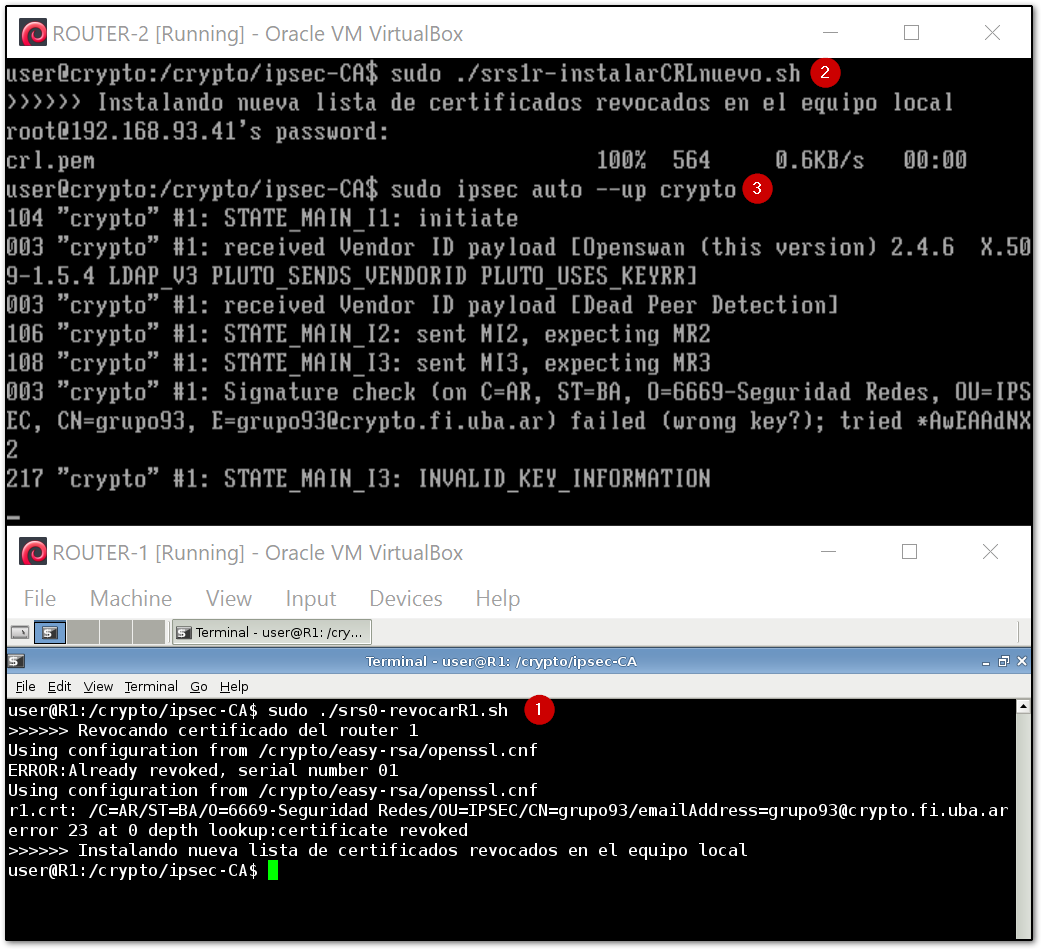 ROUTER-2 [Running] - Oracle VM VirtualBox
user@crypto:/crypto/ipsec-CA$ sudo ./srs1r-instalarCRLnuevo.sh 2
>>>>>> Instalando nueva lista de certificados revocados en el equipo local
root@192.168.93.41's password:
crl.pem 100% 564 0.6KB/s 00:00
user@crypto:/crypto/ipsec-CA$ sudo ipsec auto --up crypto 3
104 "crypto" #1: STATE_MAIN_I1: initiate
003 "crypto" #1: received Vendor ID payload [Openswan (this version) 2.4.6 X.50
9-1.5.4 LDAP_V3 PLUTO_SENDS_VENDORID PLUTO_USES_KEYRR]
003 "crypto" #1: received Vendor ID payload [Dead Peer Detection]
106 "crypto" #1: STATE_MAIN_I2: sent MI2, expecting MR2
108 "crypto" #1: STATE_MAIN_I3: sent MI3, expecting MR3
003 "crypto" #1: Signature check (on C=AR, ST=BA, O=6669-Seguridad Redes, OU=IPS
EC, CN=grupo93, E=grupo93@crypto.fi.uba.ar) failed (wrong key?); tried *AwEAAdNX
2
217 "crypto" #1: STATE_MAIN_I3: INVALID_KEY_INFORMATION
ROUTER-1 [Running] - Oracle VM VirtualBox
File Machine View Input Devices Help
Terminal - user@R1: /cry...
Terminal - user@R1: /crypto/ipsec-CA
File Edit View Terminal Go Help
user@R1:/crypto/ipsec-CA$ sudo ./srs0-revocarR1.sh 1
>>>>>> Revocando certificado del router 1
Using configuration from /crypto/easy-rsa/openssl.cnf
ERROR:Already revoked, serial number 01
Using configuration from /crypto/easy-rsa/openssl.cnf
r1.crt: /C=AR/ST=BA/O=6669-Seguridad Redes/OU=IPSEC/CN=grupo93/emailAddress=grupo93@crypto.fi.uba.ar
error 23 at 0 depth lookup:certificate revoked
>>>>>> Instalando nueva lista de certificados revocados en el equipo local
user@R1:/crypto/ipsec-CA$